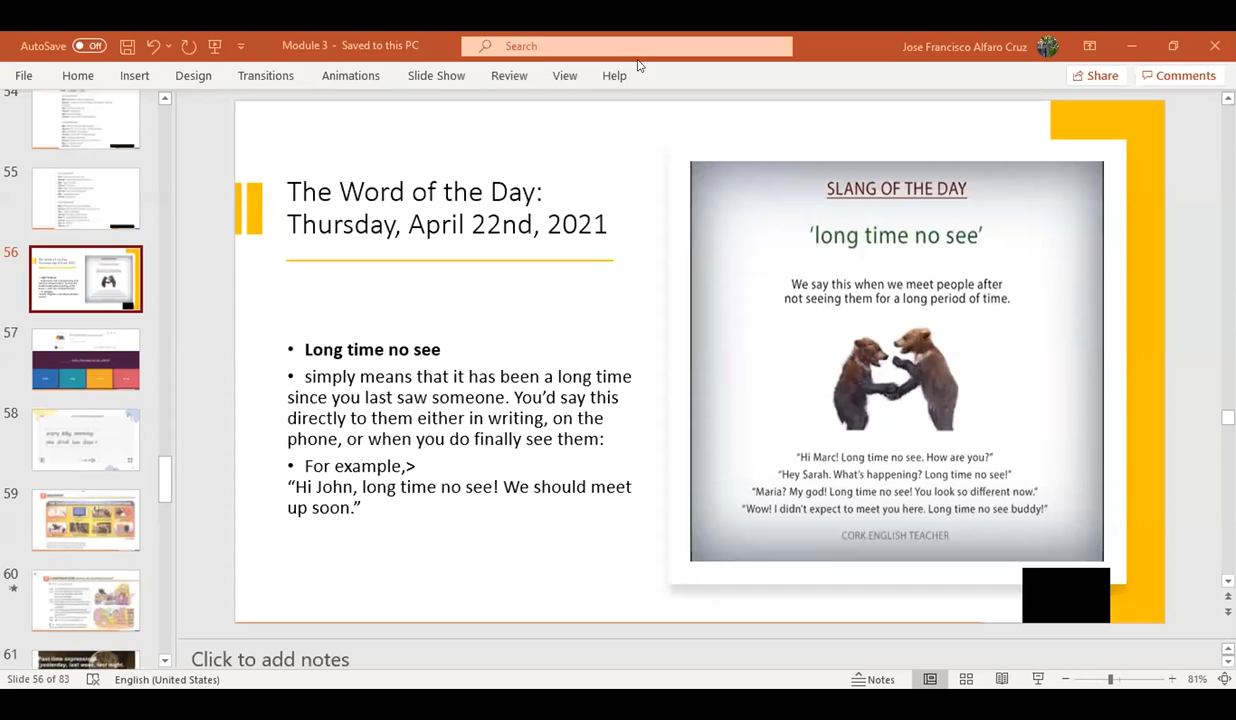 AutoSave Off
Module 3 - Saved to this PC
Search
Jose Francisco Alfaro Cruz
File Home Insert Design Transitions Animations Slide Show Review View Help
Share Comments
54
55
56
57
58
59
60
61
The Word of the Day:
Thursday, April 22nd, 2021
• Long time no see
• simply means that it has been a long time
since you last saw someone. You’d say this
directly to them either in writing, on the
phone, or when you do finally see them:
• For example,>
“Hi John, long time no see! We should meet
up soon.”
SLANG OF THE DAY
‘long time no see’
We say this when we meet people after
not seeing them for a long period of time.
“Hi Marc! Long time no see. How are you?”
“Hey Sarah. What’s happening? Long time no see!”
“Maria? My god! Long time no see! You look so different now.”
“Wow! I didn’t expect to meet you here. Long time no see buddy!”
CORK ENGLISH TEACHER
Past time expressions:
yesterday, last week, last night,
Click to add notes
Slide 56 of 83
English (United States)
Notes
81%